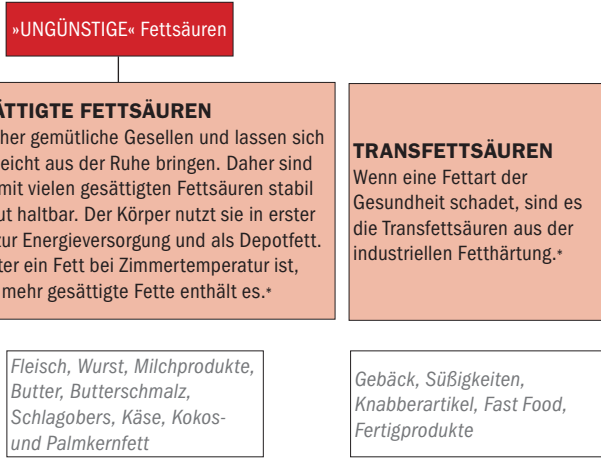 »UNGÜNSTIGE« Fettsäuren
ÄTTIGTE FETTSÄUREN
her gemütliche Gesellen und lassen sich
eicht aus der Ruhe bringen. Daher sind
mit vielen gesättigten Fettsäuren stabil
ut haltbar. Der Körper nutzt sie in erster
zur Energieversorgung und als Depotfett.
ter ein Fett bei Zimmertemperatur ist,
mehr gesättigte Fette enthält es.*
TRANSFETTSÄUREN
Wenn eine Fettart der
Gesundheit schadet, sind es
die Transfettsäuren aus der
industriellen Fetthärtung.*
Fleisch, Wurst, Milchprodukte,
Butter, Butterschmalz,
Schlagobers, Käse, Kokos-
und Palmkernfett
Gebäck, Süßigkeiten,
Knabberartikel, Fast Food,
Fertigprodukte